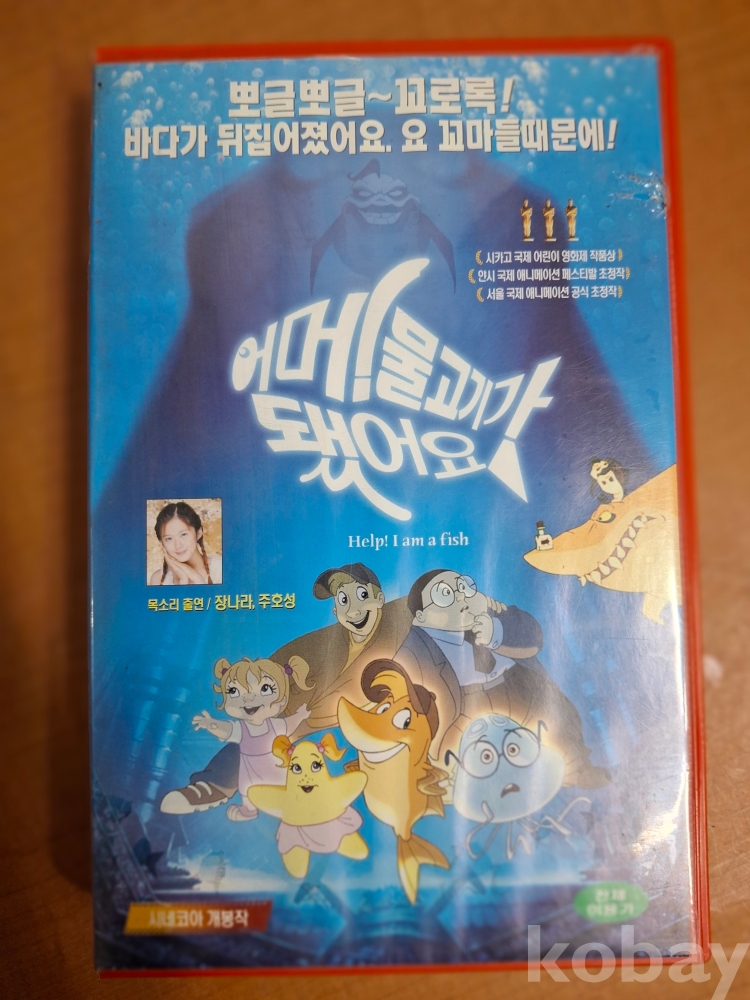 뽀글뽀글~꼬로록!
바다가 뒤집어졌어요. 요 꼬마들때문에!
《 시카고 국제 어린이 영화제 작품상 》
《 안시 국제 애니메이션 페스티발 초청작 》
《 서울 국제 애니메이션 공식 초청작 》
어머! 물고기가
됐어요
Help! I am a fish
목소리 출연 / 장나라, 주호성
씨네코아 개봉작
전체
이용가
kobay